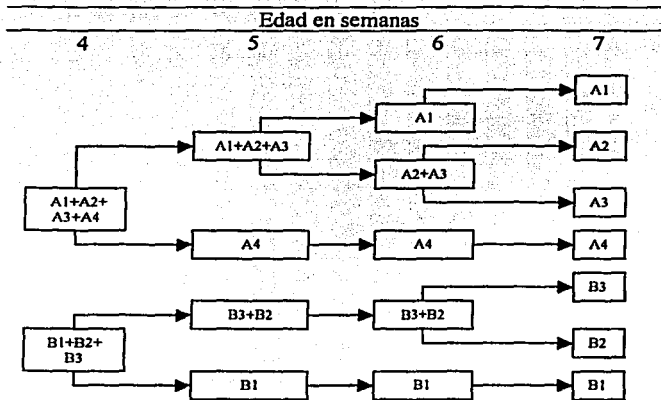 Edad en semanas
4 5 6 7
A1
A1
A1+A2+A3
A2
A2+A3
A1+A2+
A3+A4
A3
A4 A4 A4
B3
B3+B2 B3+B2
B1+B2+
B3
B2
B1 B1 B1